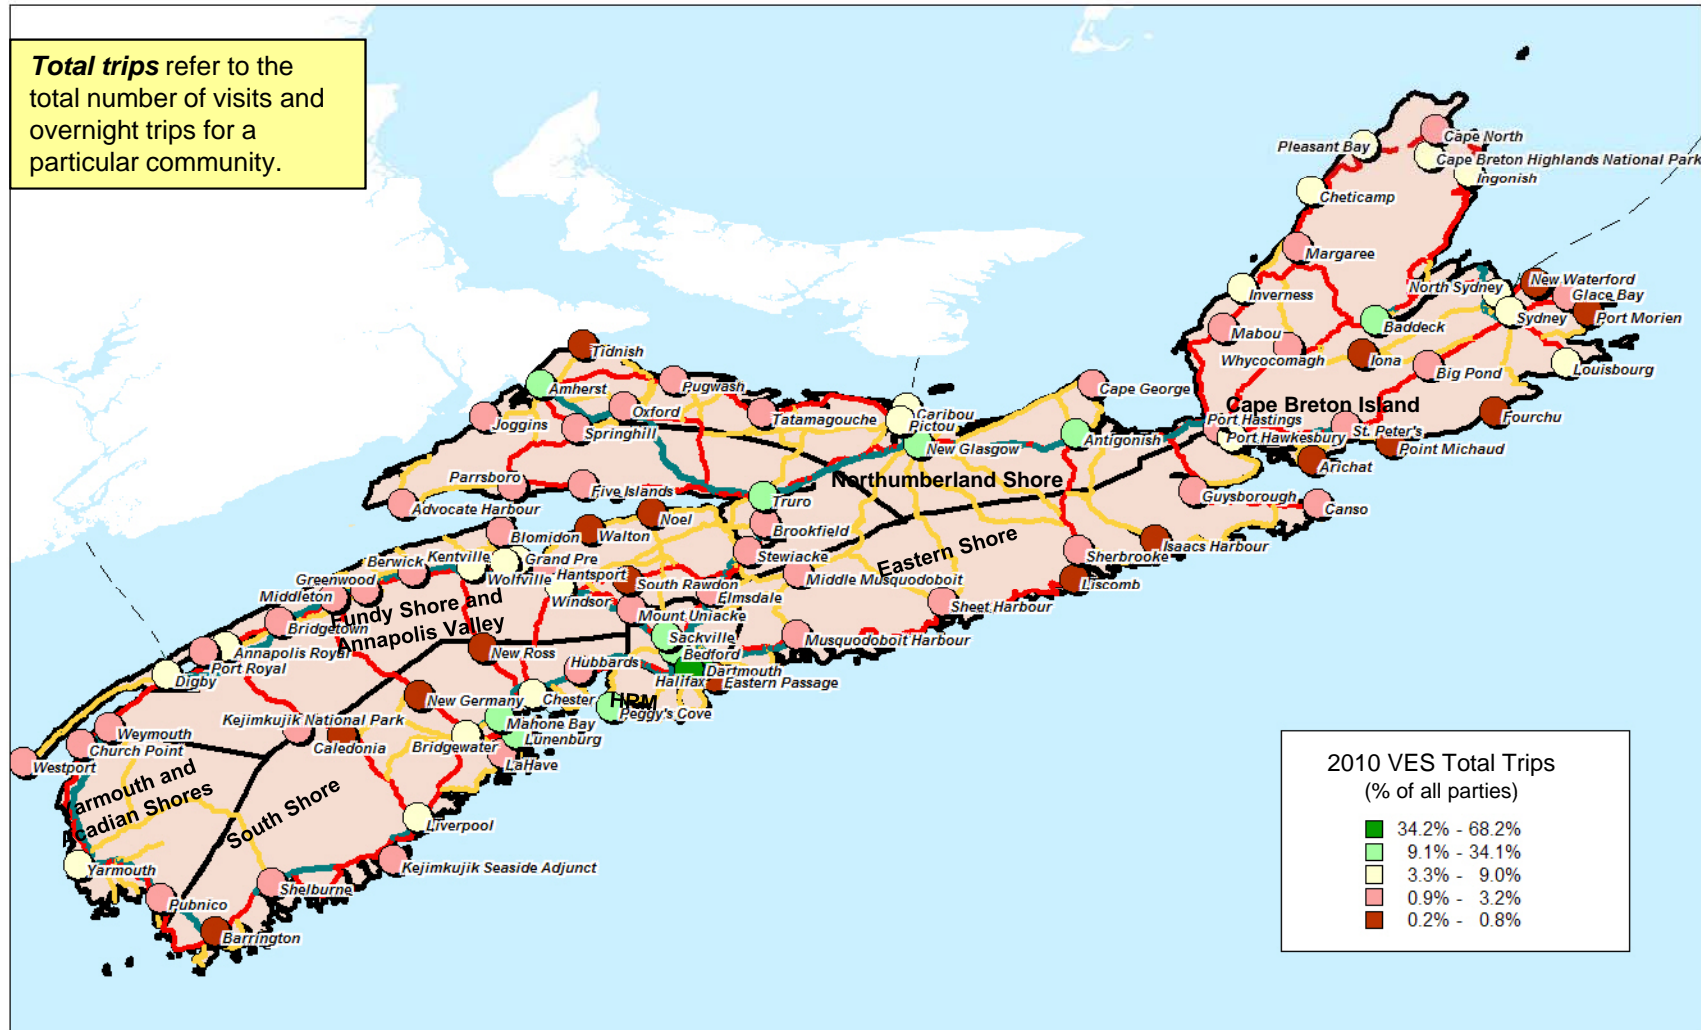 Total trips refer to the
total number of visits and
overnight trips for a
particular community.
Cape North
Pleasant Bay
Cape Breton Highlands National Park
Ingonish
Cheticamp
Margaree
New Waterford
North Sydney
Inverness
Glace Bay
Sydney
Port Morien
Mabou
Baddeck
Whycocomagh
Iona
Big Pond
Louisbourg
Tidnish
Amherst
Pugwash
Cape George
Oxford
Joggins
Springhill
Tatamagouche
Caribou
Pictou
New Glasgow
Antigonish
Cape Breton Island
Port Hastings
Port Hawkesbury
St. Peter's
Fourchu
Point Michaud
Arichat
Parrsboro
Five Islands
Advocate Harbour
Northumberland Shore
Truro
Guysborough
Canso
Noel
Walton
Brookfield
Blomidon
Eastern Shore
Isaacs Harbour
Sherbrooke
Stewiacke
Berwick
Kentville
Grand Pre
Wolfville
Hantsport
Greenwood
South Rawdon
Middle Musquodoboit
Liscomb
Middleton
Windsor
Elmsdale
Sheet Harbour
Fundy Shore and
Annapolis Valley
Mount Uniacke
Bridgetown
Sackville
Musquodoboit Harbour
Annapolis Royal
New Ross
Bedford
Port Royal
Hubbards
Dartmouth
Digby
Halifax
Eastern Passage
New Germany
Chester
HRM
Peggy's Cove
Kejimkujik National Park
Mahone Bay
Weymouth
Caledonia
Bridgewater
Lunenburg
Church Point
Westport
LaHave
Yarmouth and
Acadian Shores
South Shore
Liverpool
Yarmouth
Kejimkujik Seaside Adjunct
Shelburne
Pubnico
Barrington
2010 VES Total Trips
(% of all parties)
34.2% - 68.2%
9.1% - 34.1%
3.3% - 9.0%
0.9% - 3.2%
0.2% - 0.8%